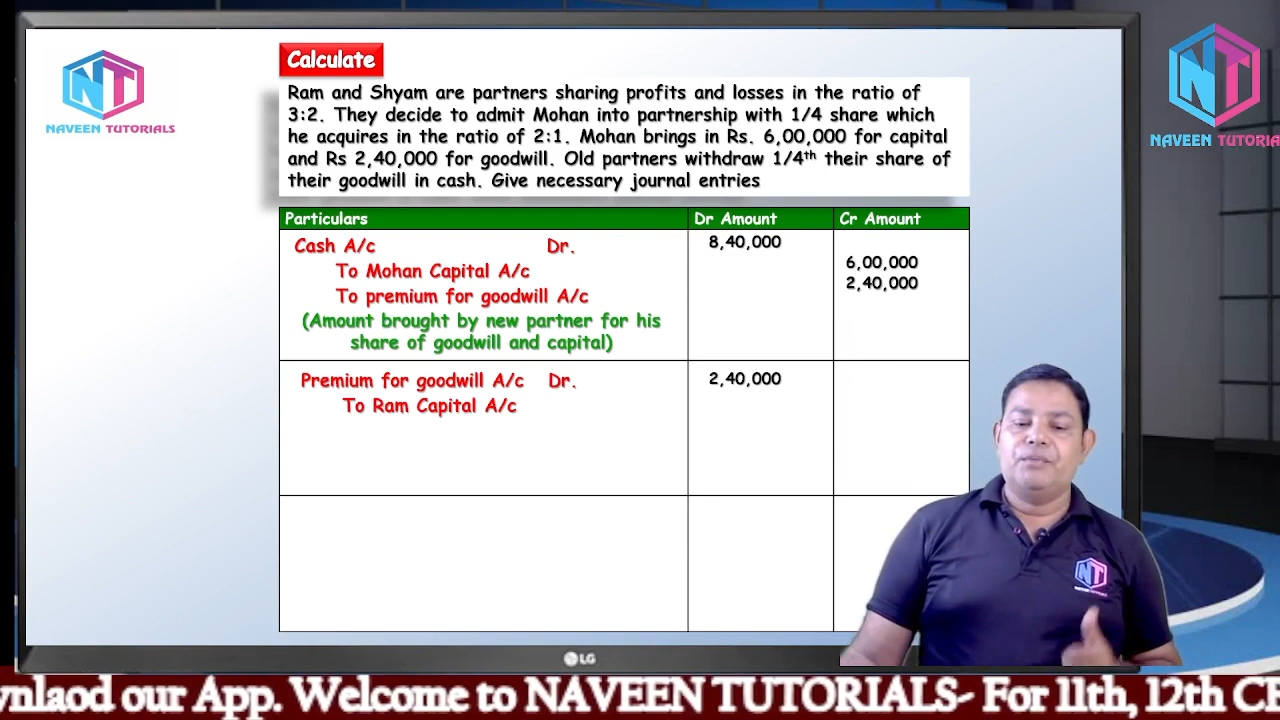 NAVEEN TUTORIALS
Calculate
Ram and Shyam are partners sharing profits and losses in the ratio of
3:2. They decide to admit Mohan into partnership with 1/4 share which
he acquires in the ratio of 2:1. Mohan brings in Rs. 6,00,000 for capital
and Rs 2,40,000 for goodwill. Old partners withdraw 1/4th their share of
their goodwill in cash. Give necessary journal entries
NAVEEN TUTORIA
Particulars Dr Amount Cr Amount
Cash A/c Dr. 8,40,000
To Mohan Capital A/c 6,00,000
To premium for goodwill A/c 2,40,000
(Amount brought by new partner for his
share of goodwill and capital)
Premium for goodwill A/c Dr. 2,40,000
To Ram Capital A/c
NT
LG
wnlaod our App. Welcome to NAVEEN TUTORIALS- For 11th, 12th CB